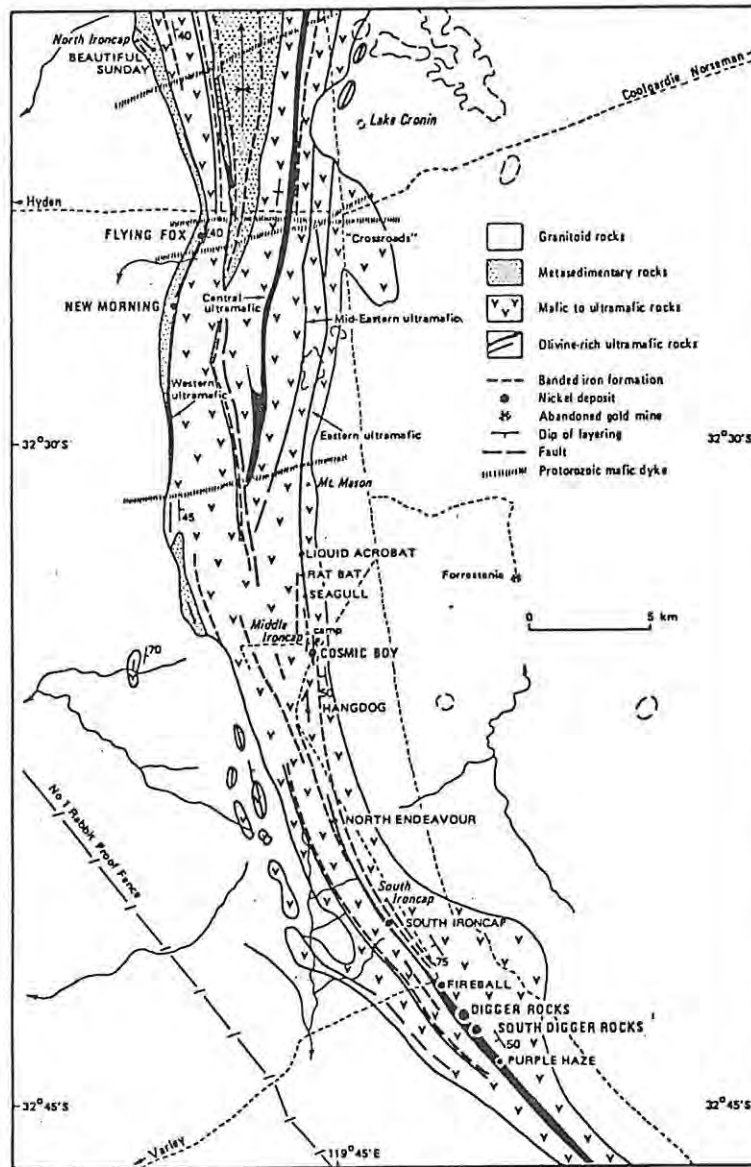 North Ironcap
BEAUTIFUL
SUNDAY
40
Coolgardie Norseman
Lake Cronin
Hyden
FLYING FOX
40
"Crossroads"
NEW MORNING
Central
ultramafic
Mid-Eastern ultramafic
Western
ultramafic
Eastern ultramafic
Granitoid rocks
Metasedimentary rocks
Mafic to ultramafic rocks
Olivine-rich ultramafic rocks
Banded iron formation
Nickel deposit
Abandoned gold mine
Dip of layering
Fault
Protorozoic mafic dyke
32°30'S
32°30'S
Mt. Mason
45
LIQUID ACROBAT
RAT BAT
SEAGULL
Forrestania
0 5 km
Middle
Ironcap
camp
COSMIC BOY
70
50
HANGDOG
No 1 Rabbit Proof Fence
NORTH ENDEAVOUR
South
Ironcap
SOUTH IRONCAP
75
FIREBALL
DIGGER ROCKS
SOUTH DIGGER ROCKS
50
PURPLE HAZE
32°45'S
32°45'S
Varley
119°45'E